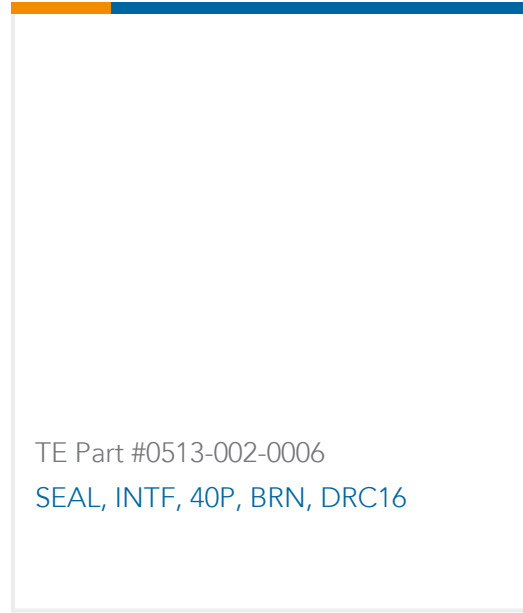 TE Part #0513-002-0006
SEAL, INTF, 40P, BRN, DRC16